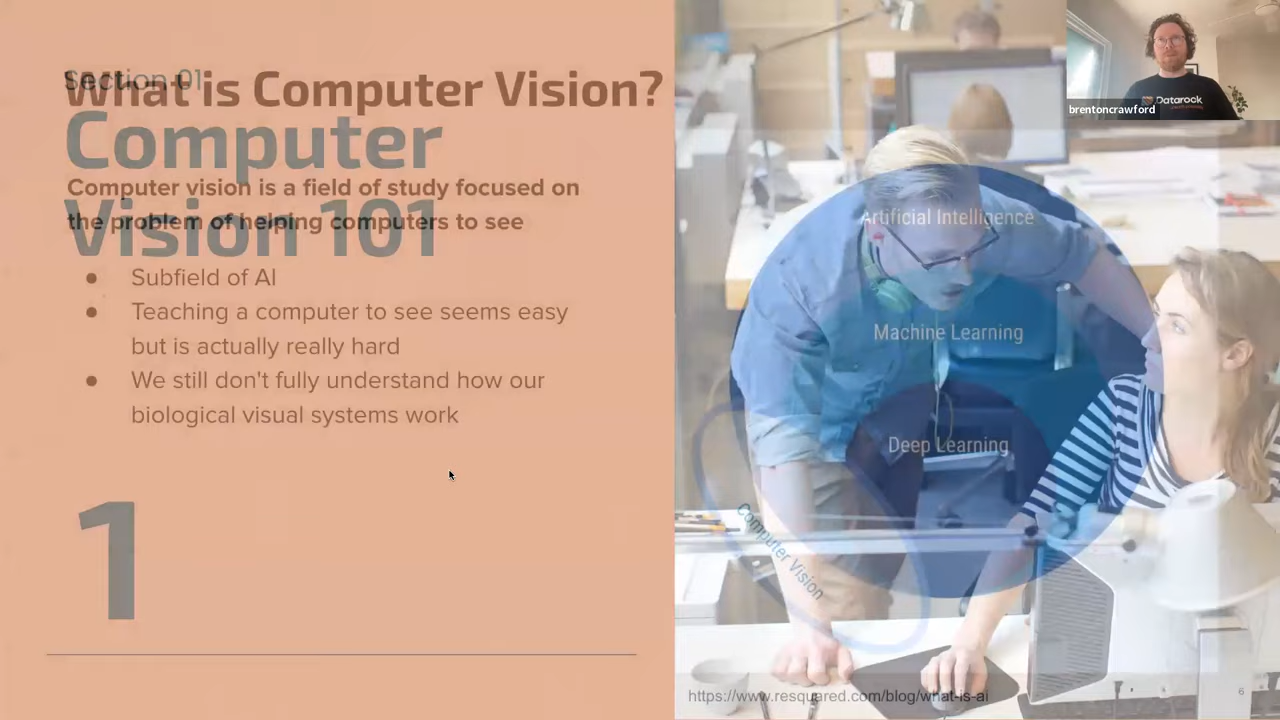 Section 01
What is Computer Vision?
Computer
Vision 101
Computer vision is a field of study focused on
the problem of helping computers to see
● Subfield of AI
● Teaching a computer to see seems easy
but is actually really hard
● We still don't fully understand how our
biological visual systems work
1
Artificial Intelligence
Machine Learning
Deep Learning
Computer Vision
https://www.resquared.com/blog/what-is-ai
6
brentoncrawford
Datarock